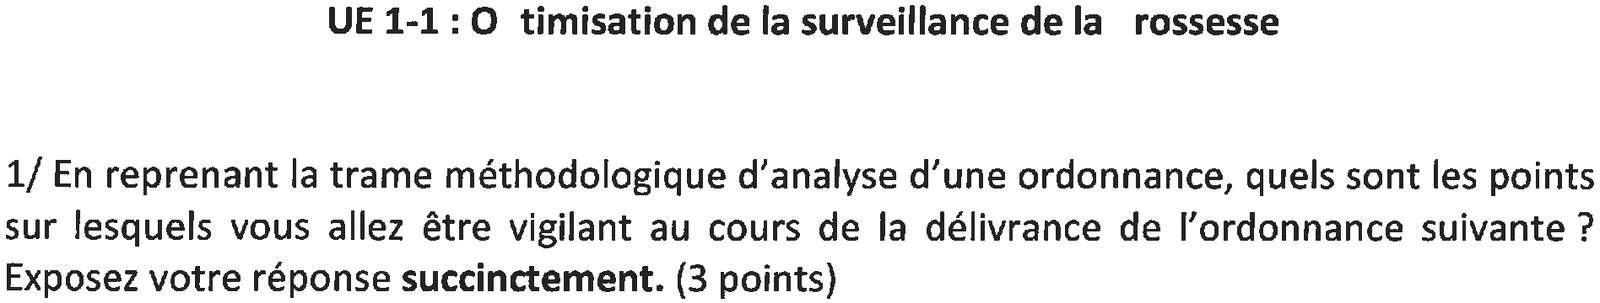 UE 1-1 : O timisation de la surveillance de la rossesse
1/ En reprenant la trame méthodologique d'analyse d'une ordonnance, quels sont les points
sur lesquels vous allez être vigilant au cours de la délivrance de l'ordonnance suivante ?
Exposez votre réponse succinctement. (3 points)